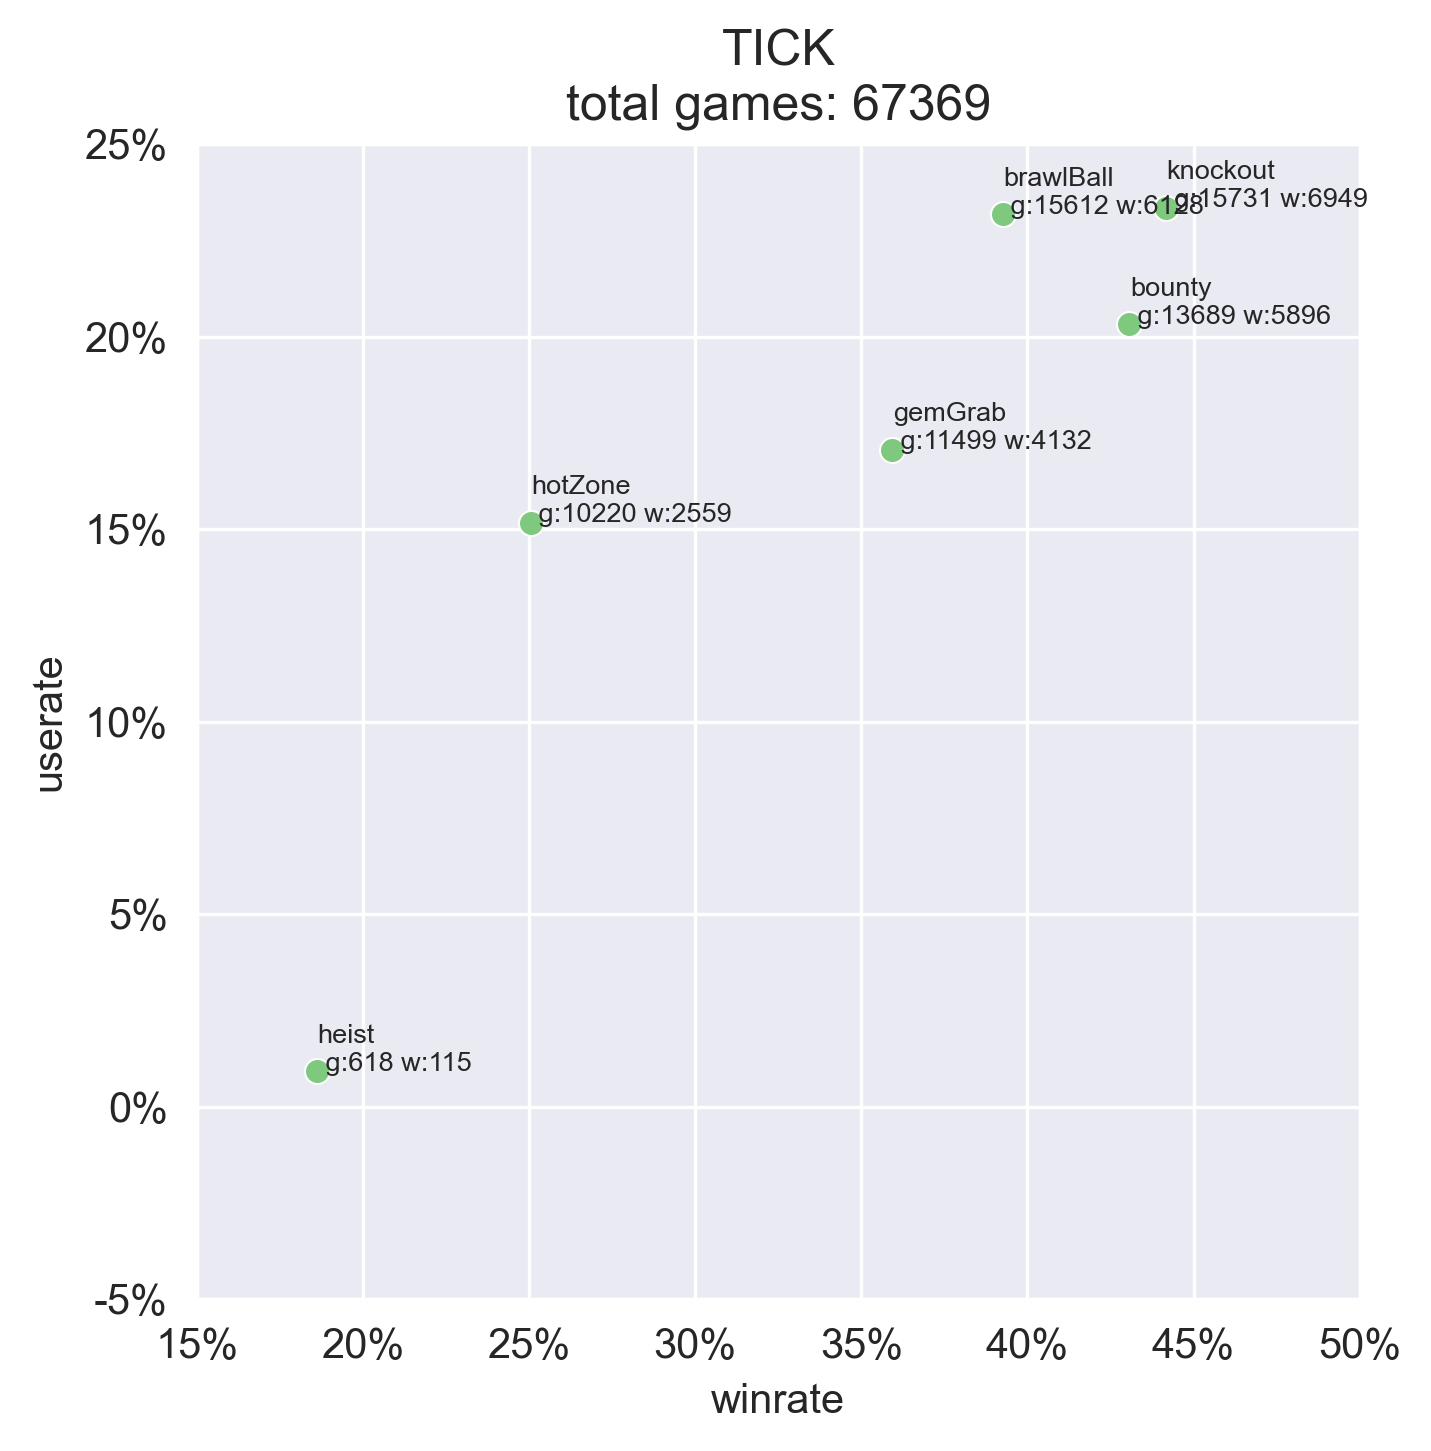 TICK
total games: 67369
25%
20%
15%
10%
5%
0%
-5%
userate
brawlBall
g:15612 w:6128
knockout
g:15731 w:6949
bounty
g:13689 w:5896
gemGrab
g:11499 w:4132
hotZone
g:10220 w:2559
heist
g:618 w:115
15%
20%
25%
30%
35%
40%
45%
50%
winrate